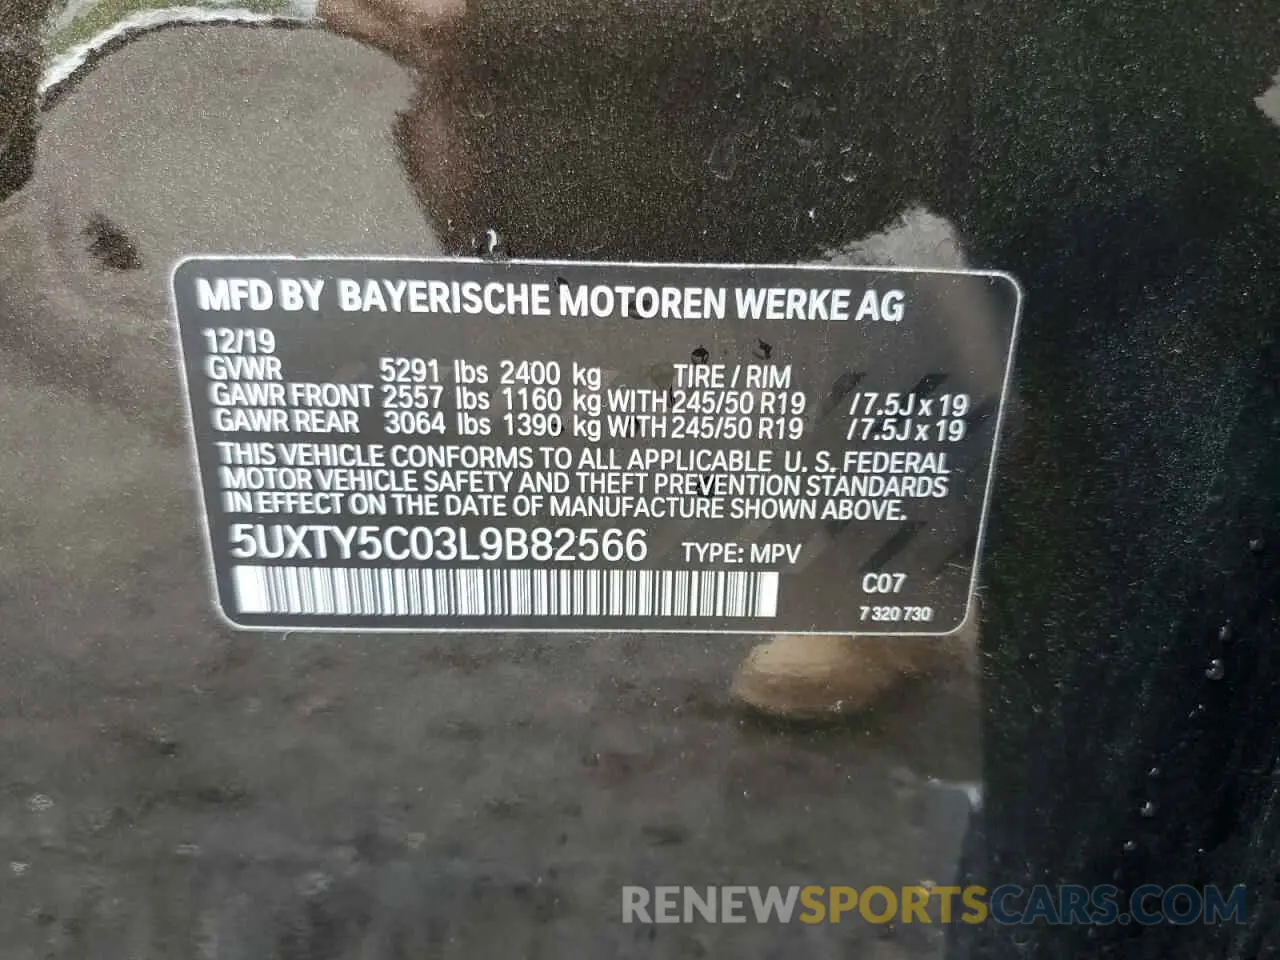 MFD BY BAYERISCHE MOTOREN WERKE AG
12/19
GVWR 5291 lbs 2400 kg TIRE / RIM
GAWR FRONT 2557 lbs 1160 kg WITH 245/50 R19 / 7.5J x 19
GAWR REAR 3064 lbs 1390 kg WITH 245/50 R19 / 7.5J x 19
THIS VEHICLE CONFORMS TO ALL APPLICABLE U. S. FEDERAL
MOTOR VEHICLE SAFETY AND THEFT PREVENTION STANDARDS
IN EFFECT ON THE DATE OF MANUFACTURE SHOWN ABOVE.
5UXTY5C03L9B82566 TYPE: MPV
C07
7 320 730
RENEWSPORTSCARS.COM